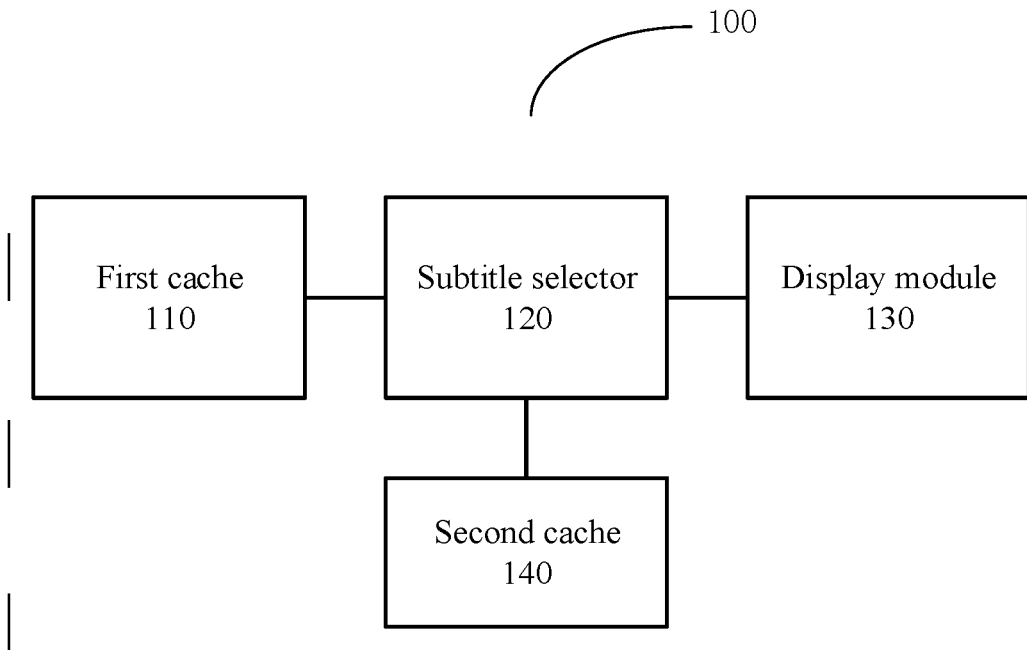 100
First cache
110
Subtitle selector
120
Display module
130
Second cache
140